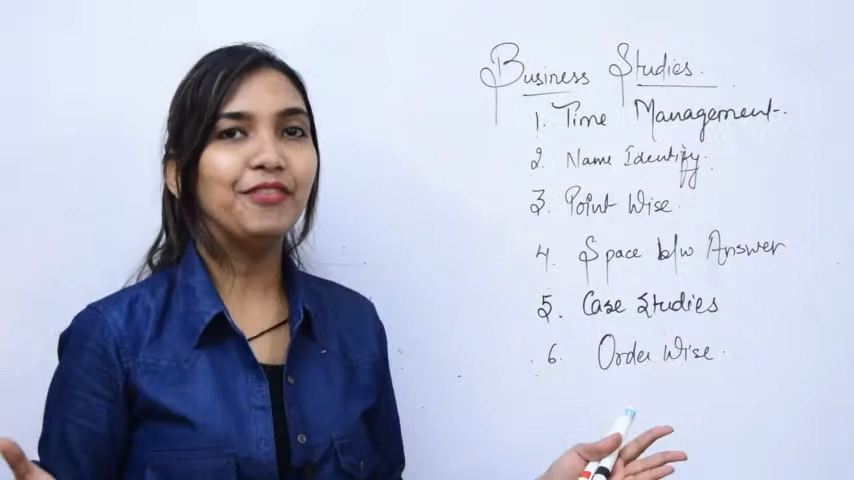 Business Studies.
1. Time Management.
2. Name Identify.
3. Point Wise.
4. Space b/w Answer
5. Case Studies
6. Order Wise.